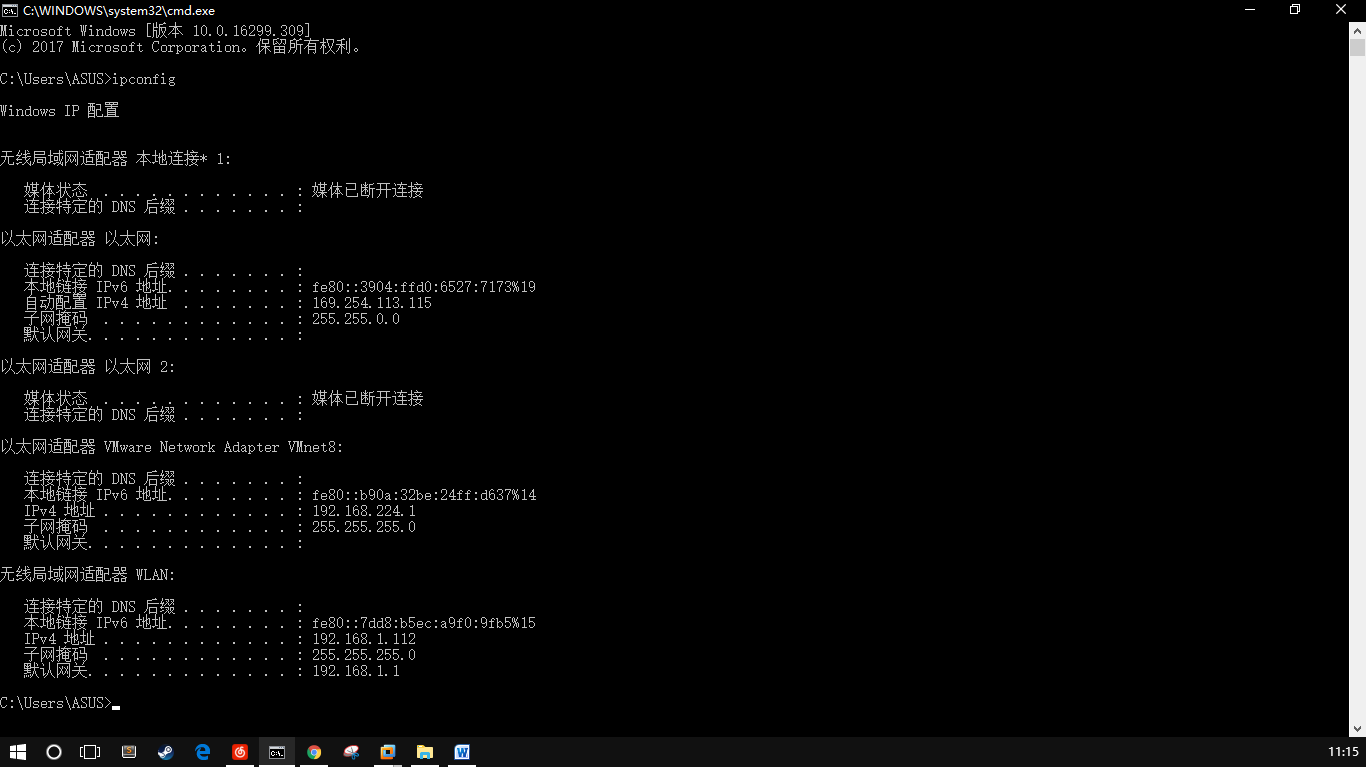 C:\WINDOWS\system32\cmd.exe
Microsoft Windows [版本 10.0.16299.309]
(c) 2017 Microsoft Corporation。保留所有权利。
C:\Users\ASUS>ipconfig
Windows IP 配置
无线局域网适配器 本地连接* 1:
媒体状态  . . . . . . . . . . . . : 媒体已断开连接
连接特定的 DNS 后缀 . . . . . . . :
以太网适配器 以太网:
连接特定的 DNS 后缀 . . . . . . . :
本地链接 IPv6 地址. . . . . . . . : fe80::3904:ffd0:6527:7173%19
自动配置 IPv4 地址  . . . . . . . : 169.254.113.115
子网掩码  . . . . . . . . . . . . : 255.255.0.0
默认网关. . . . . . . . . . . . . :
以太网适配器 以太网 2:
媒体状态  . . . . . . . . . . . . : 媒体已断开连接
连接特定的 DNS 后缀 . . . . . . . :
以太网适配器 VMware Network Adapter VMnet8:
连接特定的 DNS 后缀 . . . . . . . :
本地链接 IPv6 地址. . . . . . . . : fe80::b90a:32be:24ff:d637%14
IPv4 地址 . . . . . . . . . . . . : 192.168.224.1
子网掩码  . . . . . . . . . . . . : 255.255.255.0
默认网关. . . . . . . . . . . . . :
无线局域网适配器 WLAN:
连接特定的 DNS 后缀 . . . . . . . :
本地链接 IPv6 地址. . . . . . . . : fe80::7dd8:b5ec:a9f0:9fb5%15
IPv4 地址 . . . . . . . . . . . . : 192.168.1.112
子网掩码  . . . . . . . . . . . . : 255.255.255.0
默认网关. . . . . . . . . . . . . : 192.168.1.1
C:\Users\ASUS>
11:15